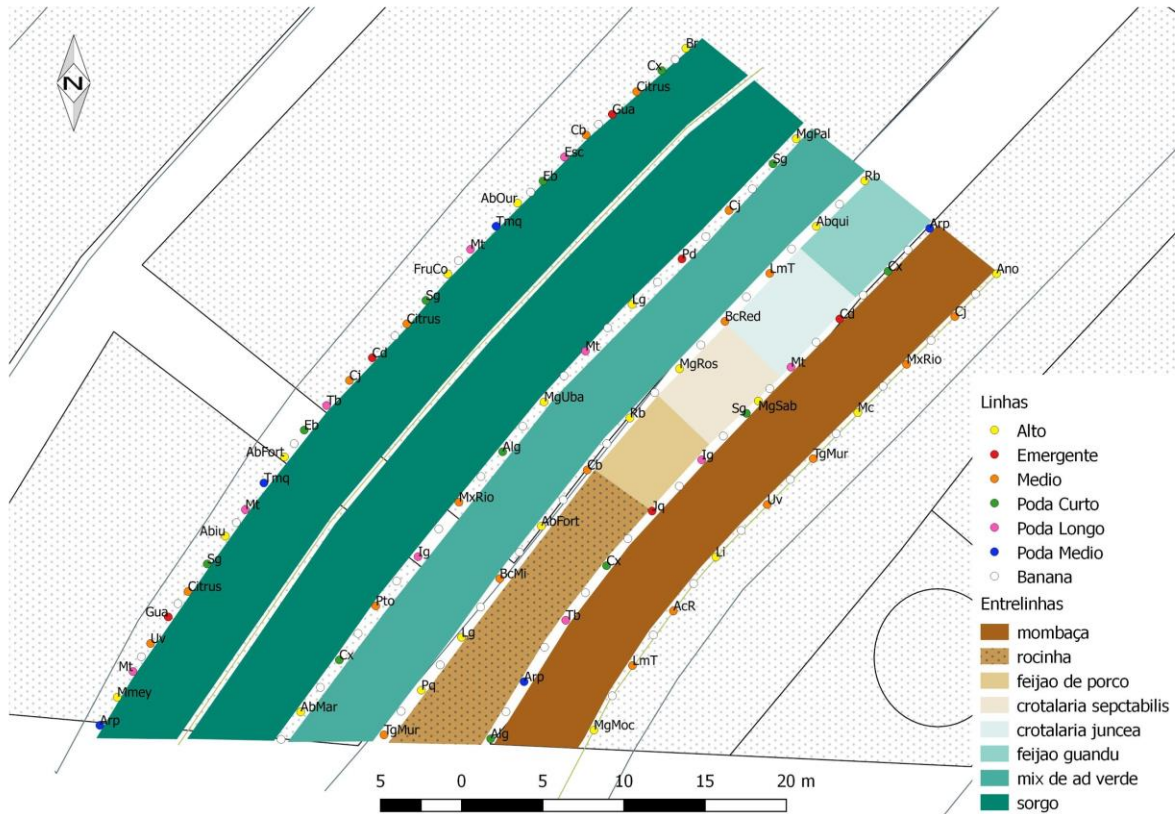 N
Br
Cx
Citrus
Gua
Cb
Esc
Eb
AbOur
Tmq
Mt
FruCo
Sg
Citrus
Cd
Cj
Tb
Eb
AbFort
Tmq
Mt
Abiu
Sg
Citrus
Gua
Uv
Mt
Mmey
Arp
MgPal
Sg
Cj
Pd
Lg
Mt
MgUba
Alg
MxRio
Ig
Pto
Cx
AbMar
Rb
Abqui
LmT
BcRed
MgRos
Rb
Cb
AbFort
BcMi
Lg
Pq
TgMur
Arp
Cx
Cd
Mt
MgSab
Sg
Ig
Jq
Cx
Tb
Arp
Alg
Ano
Cj
MxRio
Mc
TgMur
Uv
Li
AcR
LmT
MgMoc
Linhas
Alto
Emergente
Medio
Poda Curto
Poda Longo
Poda Medio
Banana
Entrelinhas
mombaça
rocinha
feijao de porco
crotalaria sepctabilis
crotalaria juncea
feijao guandu
mix de ad verde
sorgo
5 0 5 10 15 20 m